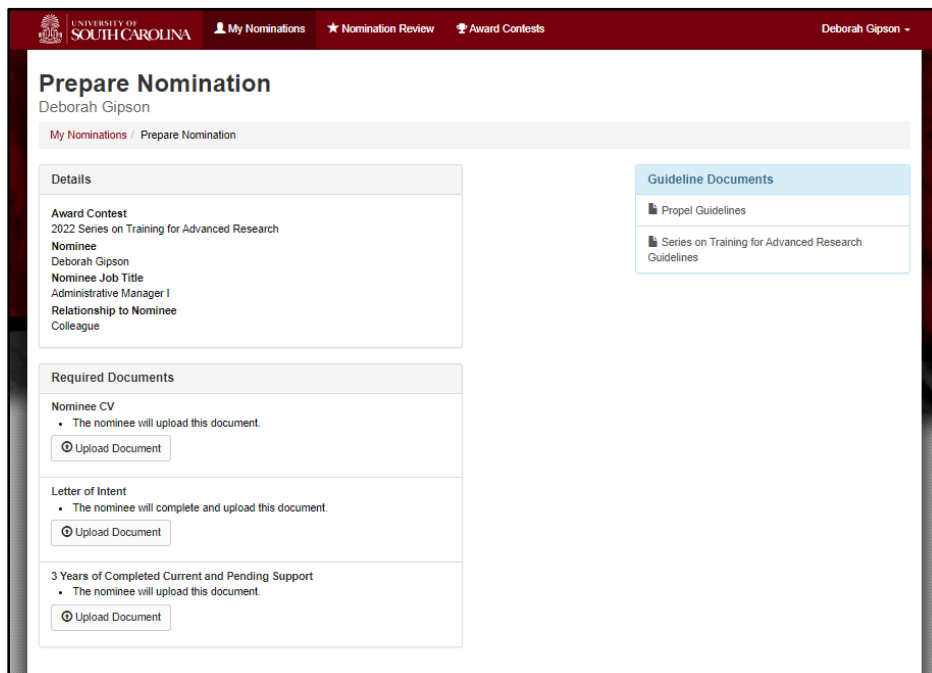 UNIVERSITY OF
SOUTH CAROLINA
My Nominations
Nomination Review
Award Contests
Deborah Gipson
Prepare Nomination
Deborah Gipson
My Nominations / Prepare Nomination
Details
Award Contest
2022 Series on Training for Advanced Research
Nominee
Deborah Gipson
Nominee Job Title
Administrative Manager I
Relationship to Nominee
Colleague
Guideline Documents
Propel Guidelines
Series on Training for Advanced Research
Guidelines
Required Documents
Nominee CV
• The nominee will upload this document.
Upload Document
Letter of Intent
• The nominee will complete and upload this document.
Upload Document
3 Years of Completed Current and Pending Support
• The nominee will upload this document.
Upload Document